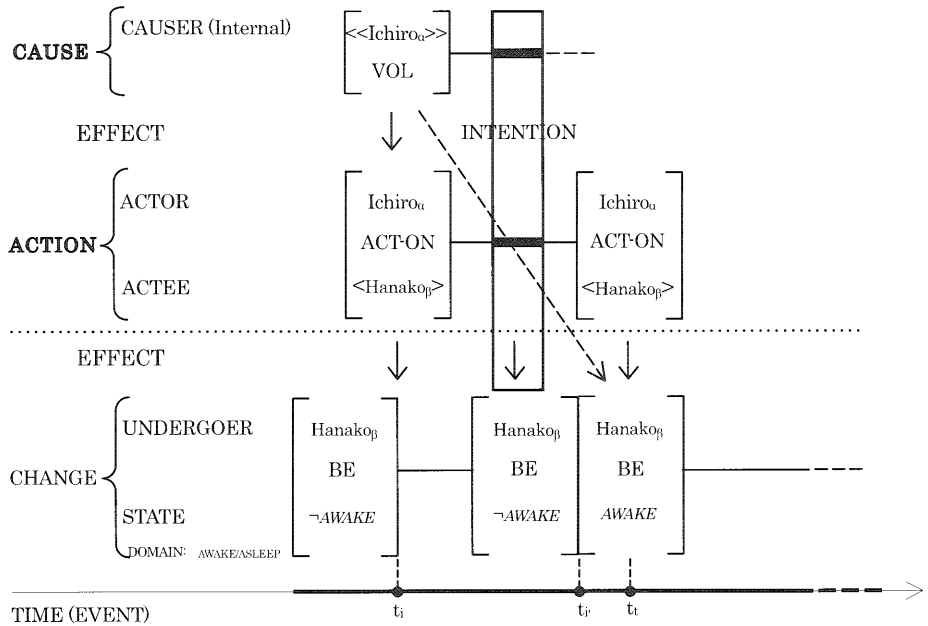 CAUSER (Internal) <<Ichiroα>>
CAUSE VOL
EFFECT INTENTION
ACTOR Ichiroα Ichiroα
ACTION ACT-ON ACT-ON
ACTEE <Hanakoβ> <Hanakoβ>
EFFECT
UNDERGOER Hanakoβ Hanakoβ Hanakoβ
CHANGE BE BE BE
STATE ¬AWAKE ¬AWAKE AWAKE
DOMAIN: AWAKE/ASLEEP
ti ti' tt
TIME (EVENT)